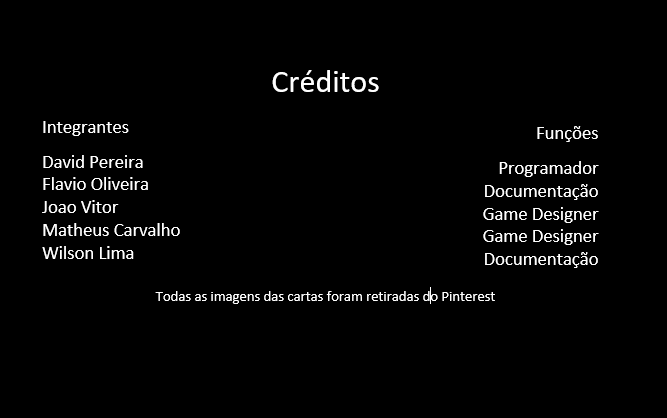 Créditos
Integrantes
Funções
David Pereira
Programador
Flavio Oliveira
Documentação
Joao Vitor
Game Designer
Matheus Carvalho
Game Designer
Wilson Lima
Documentação
Todas as imagens das cartas foram retiradas do Pinterest